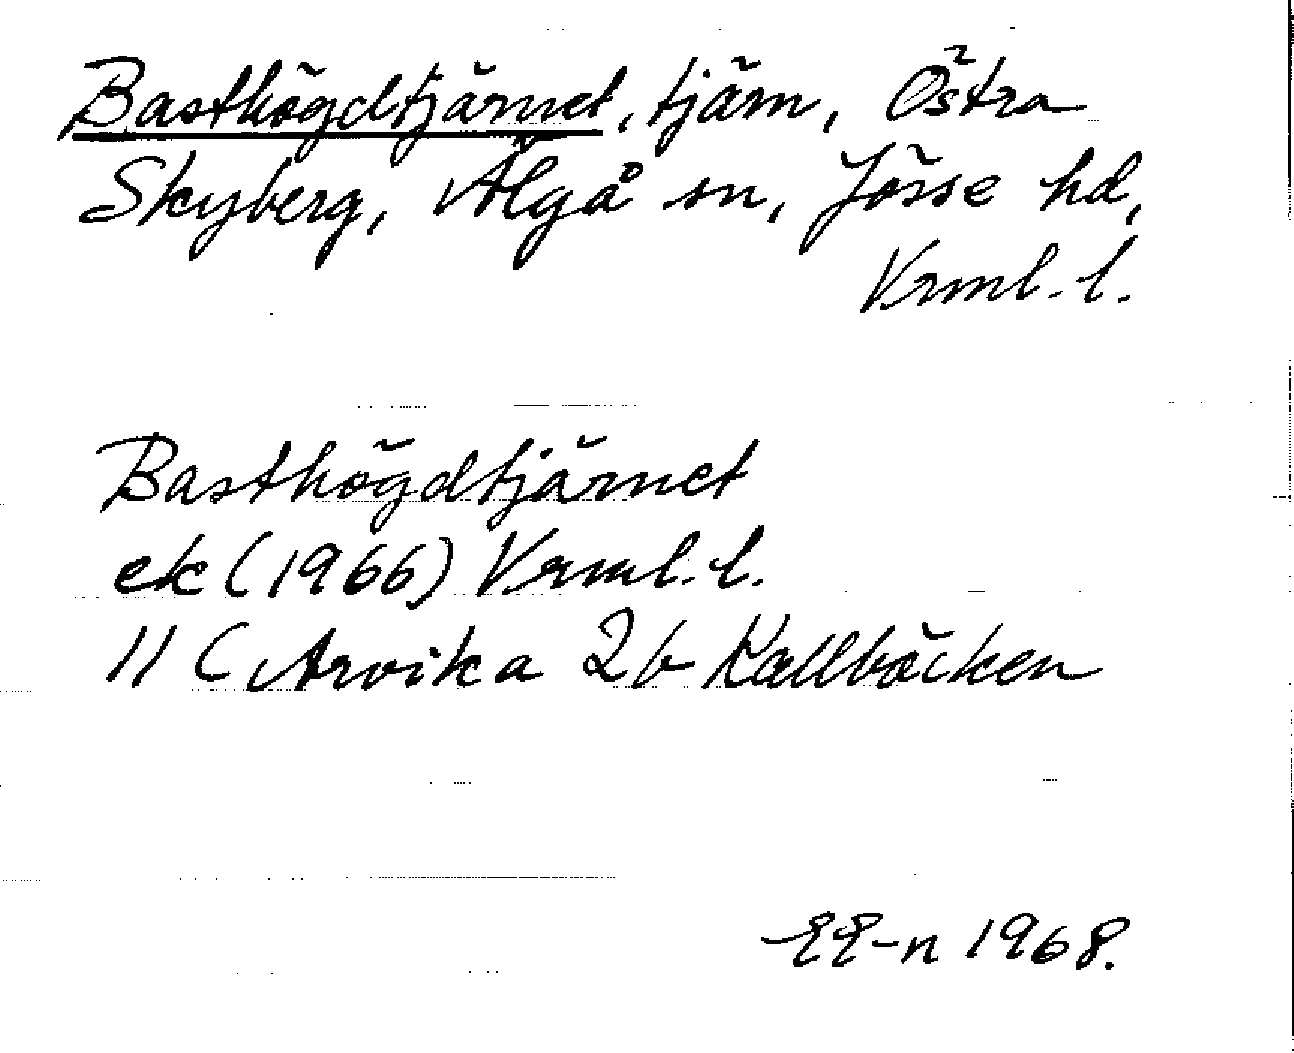 Basthögdtjärnet, tjärn, Östra
Skyberg, Älgå sn, Jösse hd,
Vrml. l.
Basthögdtjärnet
ek (1966) Vrml. l.
11 C Arvika 2b Kallbäcken
EE-n 1968.